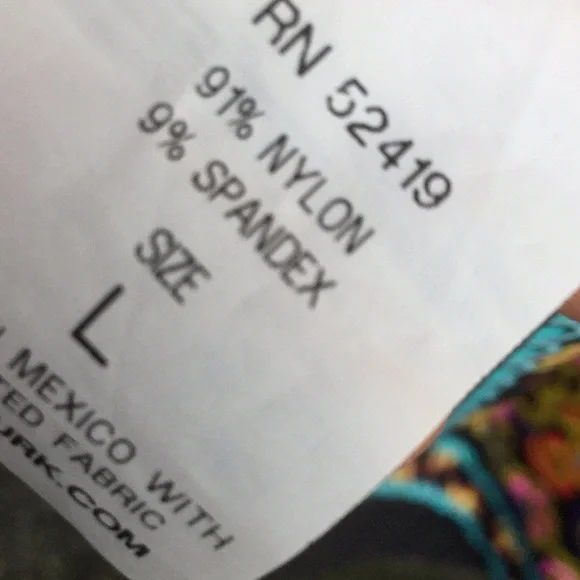 RN 52419
91% NYLON
9% SPANDEX
SIZE
L
MEXICO WITH
TED FABRIC
URK.COM